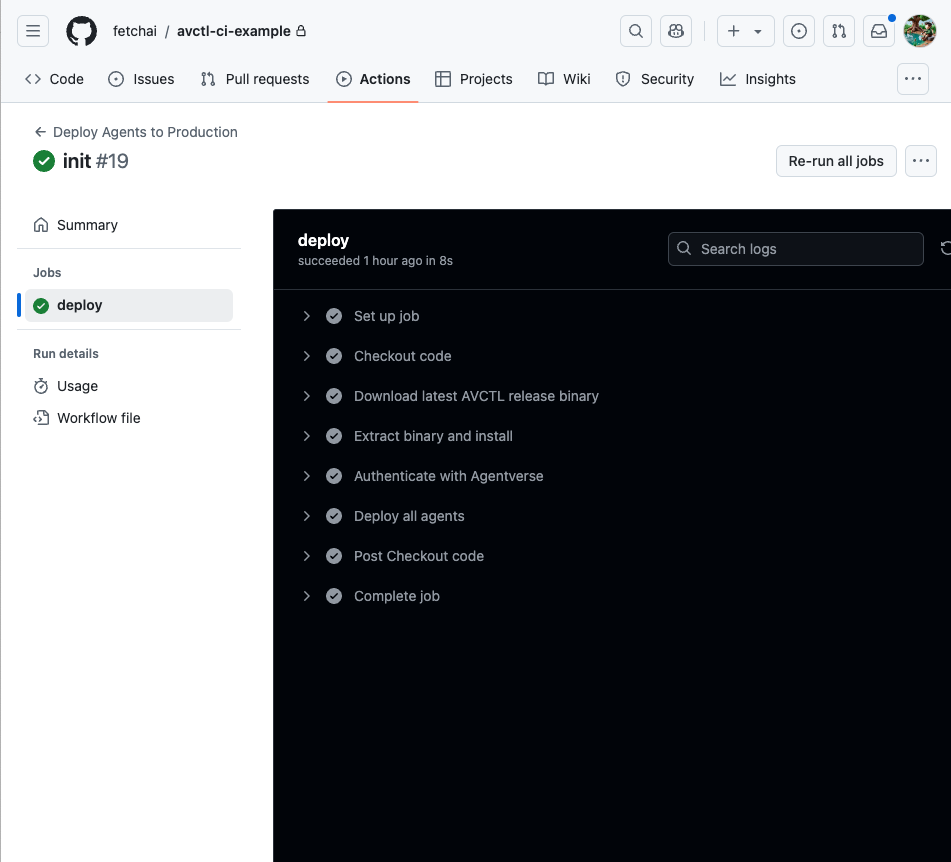 fetchai / avctl-ci-example
Code Issues Pull requests Actions Projects Wiki Security Insights
Deploy Agents to Production
init #19
Re-run all jobs
Summary
Jobs
deploy
Run details
Usage
Workflow file
deploy
succeeded 1 hour ago in 8s
Search logs
Set up job
Checkout code
Download latest AVCTL release binary
Extract binary and install
Authenticate with Agentverse
Deploy all agents
Post Checkout code
Complete job